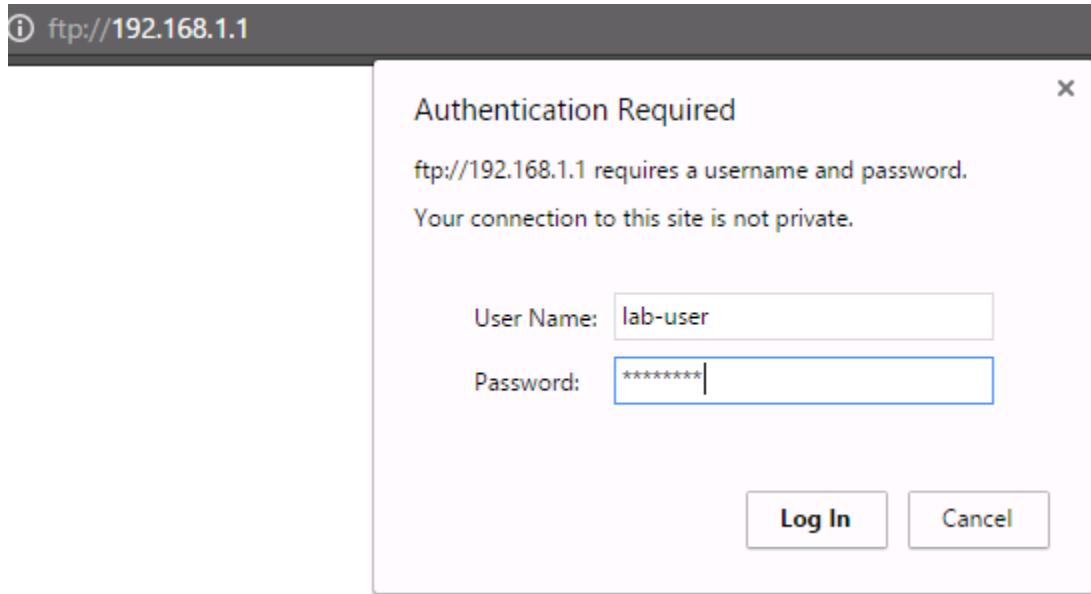 ftp://192.168.1.1
Authentication Required
ftp://192.168.1.1 requires a username and password.
Your connection to this site is not private.
User Name: lab-user
Password: ********
Log In Cancel